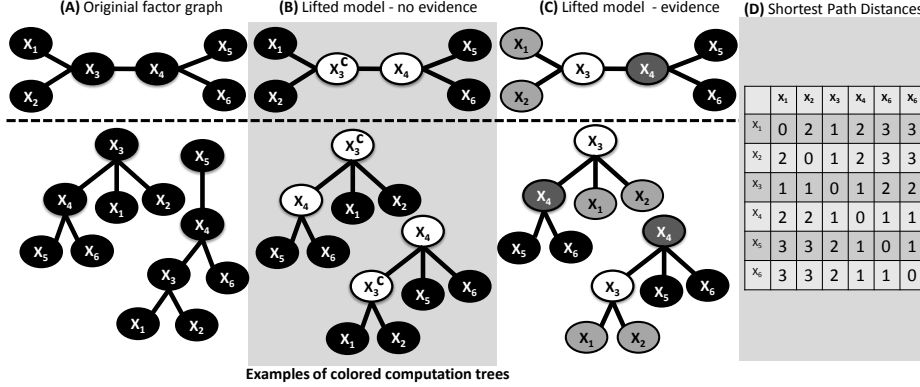 (A) Originial factor graph
X₁ X₅
X₃ X₄
X₂ X₆
X₃ X₅
X₄ X₁ X₂
X₄
X₅ X₆
X₃ X₆
X₁ X₂
(B) Lifted model - no evidence
X₁ X₅
X₃ᶜ X₄
X₂ X₆
X₃ᶜ
X₄ X₁ X₂
X₄
X₅ X₆
X₃ᶜ X₅ X₆
X₁ X₂
Examples of colored computation trees
(C) Lifted model - evidence
X₁ X₅
X₃ X₄
X₂ X₆
X₃
X₄ X₁ X₂
X₄
X₅ X₆
X₃ X₅ X₆
X₁ X₂
(D) Shortest Path Distances
X₁ X₂ X₃ X₄ X₆ X₆
X₁ 0 2 1 2 3 3
X₂ 2 0 1 2 3 3
X₃ 1 1 0 1 2 2
X₄ 2 2 1 0 1 1
X₅ 3 3 2 1 0 1
X₆ 3 3 2 1 1 0